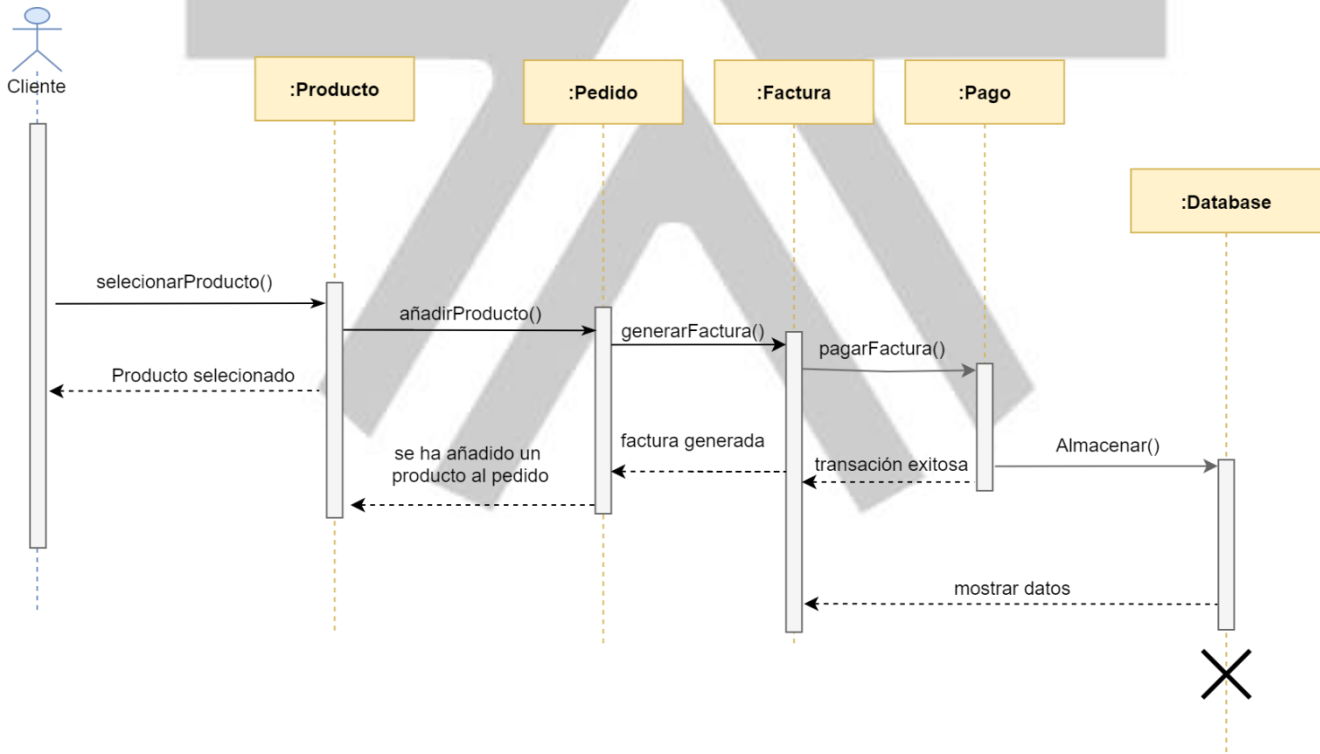 Cliente
:Producto
:Pedido
:Factura
:Pago
:Database
selecionarProducto()
añadirProducto()
generarFactura()
pagarFactura()
Producto selecionado
se ha añadido un
producto al pedido
factura generada
transación exitosa
Almacenar()
mostrar datos